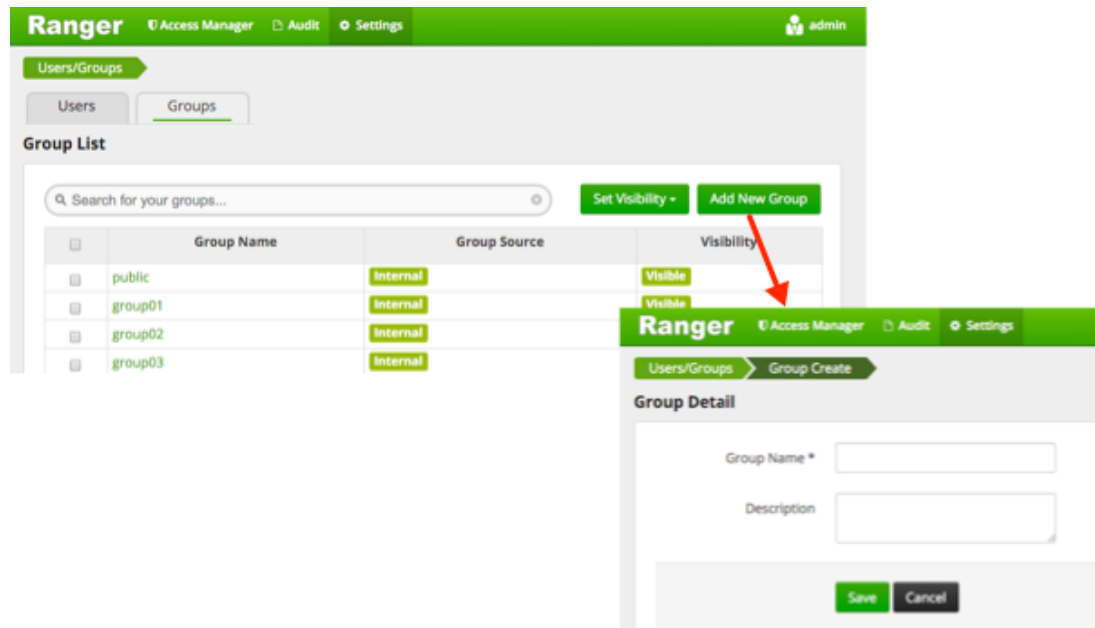 Ranger Access Manager Audit Settings admin
Users/Groups
Users Groups
Group List
Search for your groups...
Set Visibility
Add New Group
Group Name Group Source Visibility
public Internal Visible
group01 Internal Visible
group02 Internal
group03 Internal
Ranger Access Manager Audit Settings
Users/Groups Group Create
Group Detail
Group Name *
Description
Save Cancel